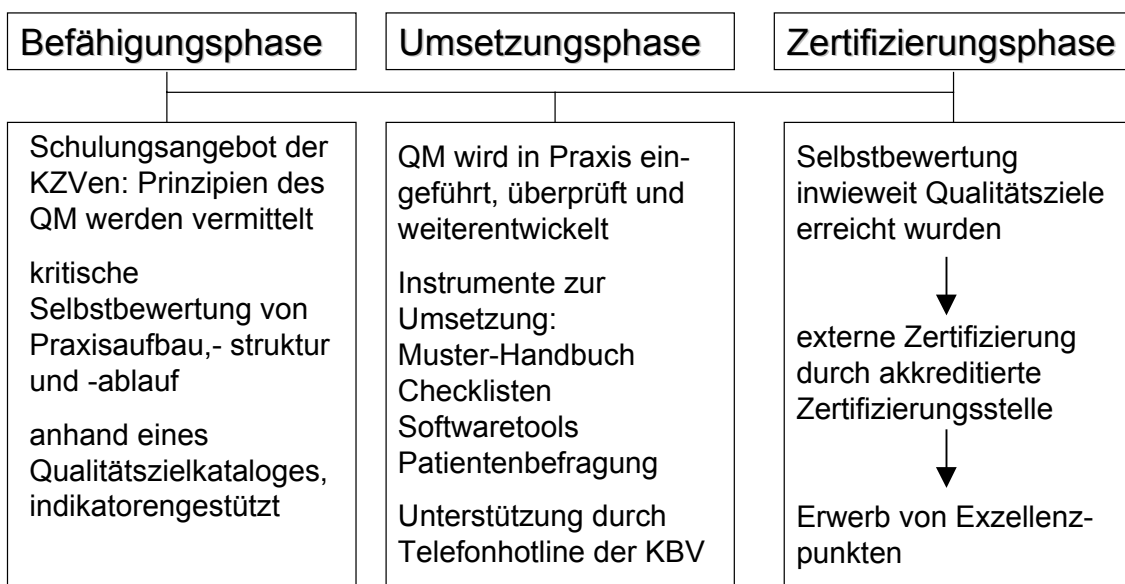 Befähigungsphase
Umsetzungsphase
Zertifizierungsphase
Schulungsangebot der
KZVen: Prinzipien des
QM werden vermittelt
kritische
Selbstbewertung von
Praxisaufbau,- struktur
und -ablauf
anhand eines
Qualitätszielkataloges,
indikatorengestützt
QM wird in Praxis ein-
geführt, überprüft und
weiterentwickelt
Instrumente zur
Umsetzung:
Muster-Handbuch
Checklisten
Softwaretools
Patientenbefragung
Unterstützung durch
Telefonhotline der KBV
Selbstbewertung
inwieweit Qualitätsziele
erreicht wurden
externe Zertifizierung
durch akkreditierte
Zertifizierungsstelle
Erwerb von Exzellenz-
punkten